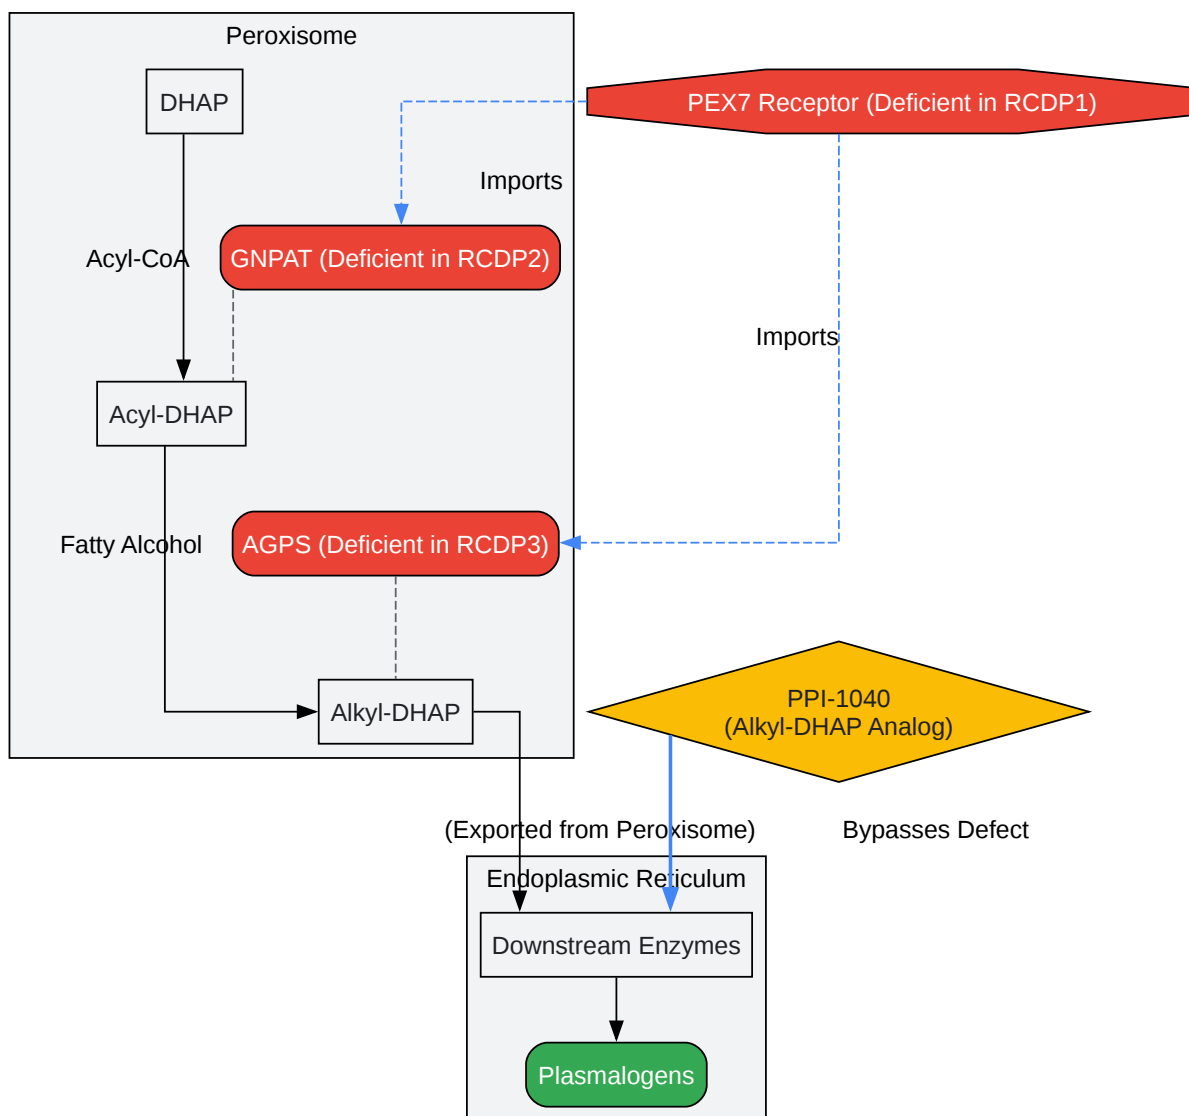 Peroxisome
DHAP
PEX7 Receptor (Deficient in RCDP1)
Imports
Acyl-CoA
GNPAT (Deficient in RCDP2)
Imports
Acyl-DHAP
Fatty Alcohol
AGPS (Deficient in RCDP3)
Alkyl-DHAP
PPI-1040
(Alkyl-DHAP Analog)
(Exported from Peroxisome)
Bypasses Defect
Endoplasmic Reticulum
Downstream Enzymes
Plasmalogens